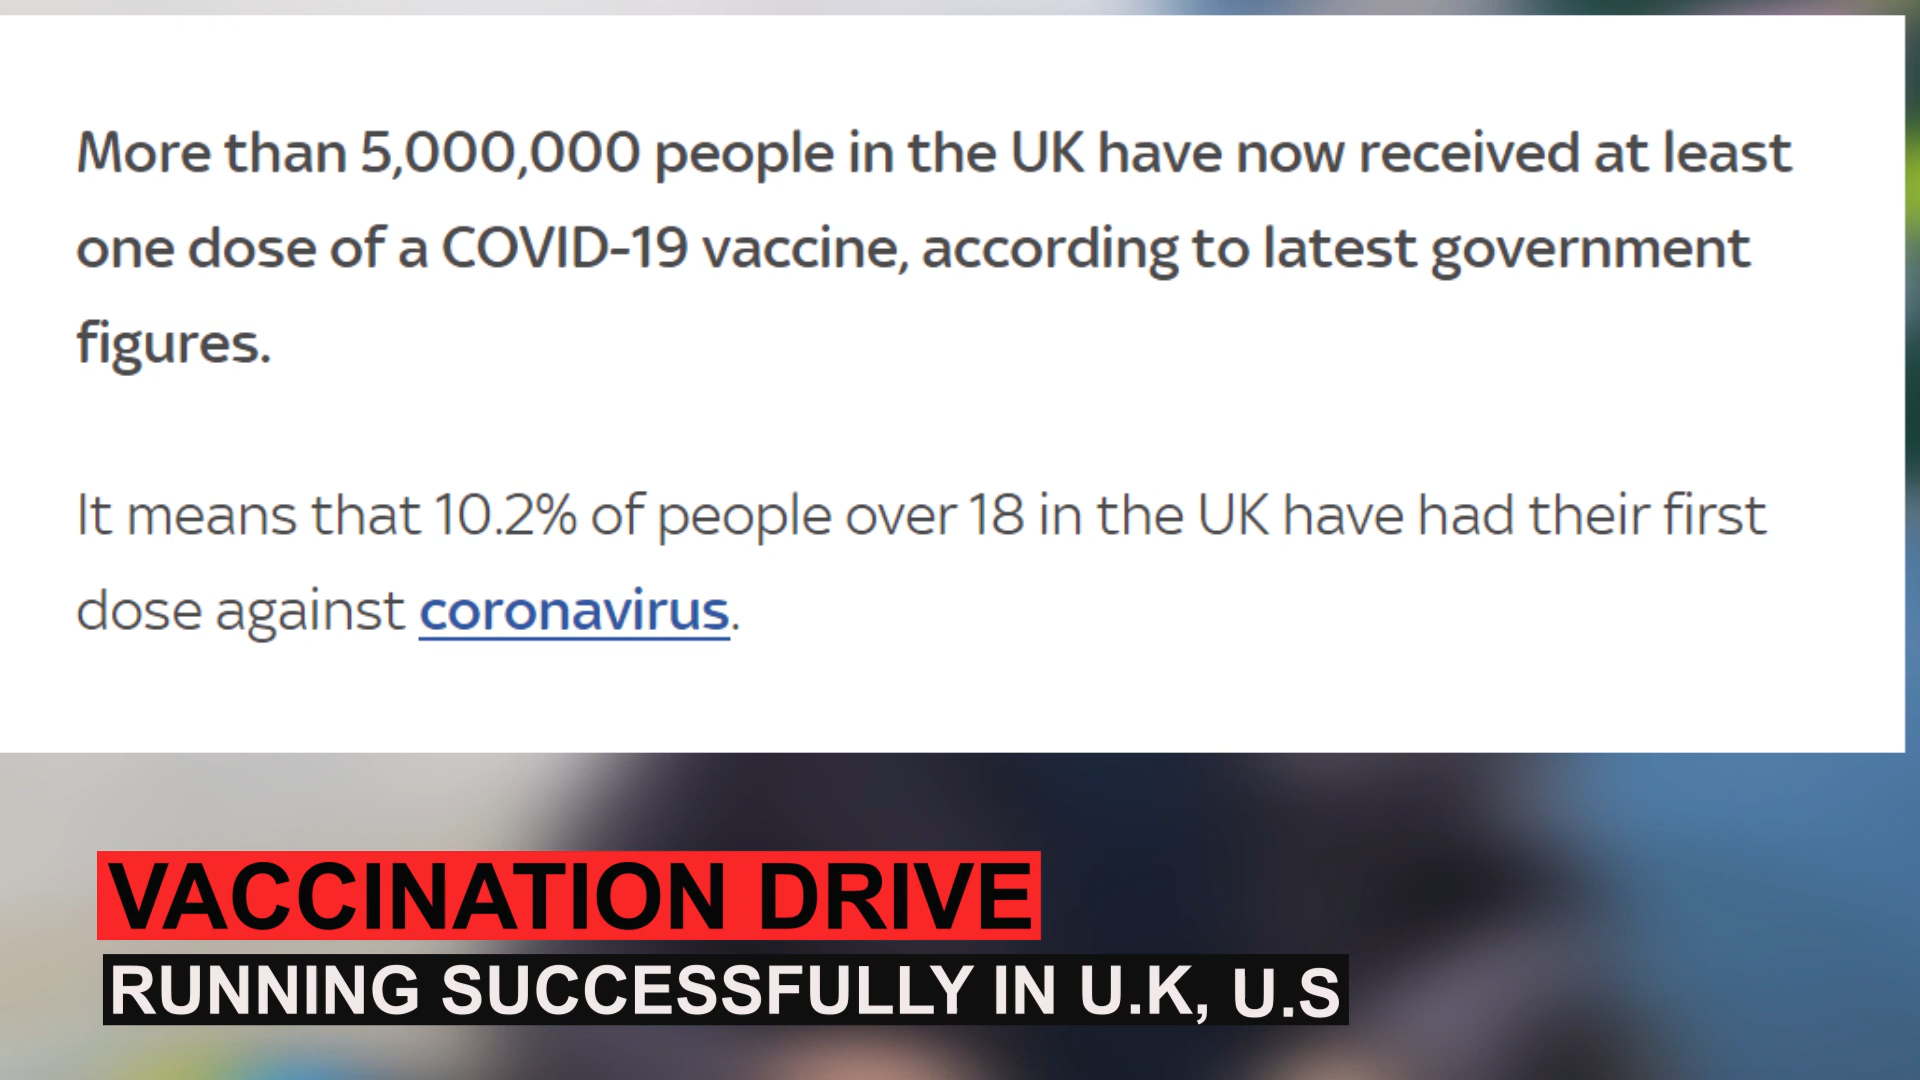 More than 5,000,000 people in the UK have now received at least
one dose of a COVID-19 vaccine, according to latest government
figures.
It means that 10.2% of people over 18 in the UK have had their first
dose against coronavirus.
VACCINATION DRIVE
RUNNING SUCCESSFULLY IN U.K, U.S